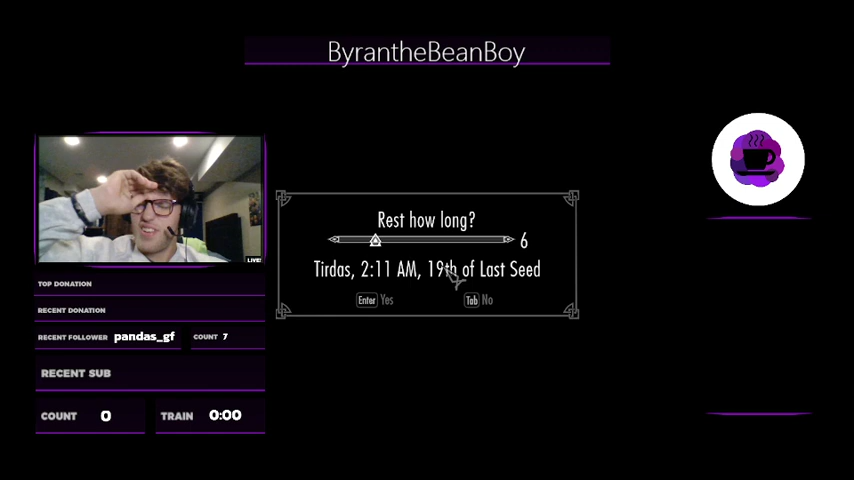 ByrantheBeanBoy
LIVE
Rest how long?
6
Tirdas, 2:11 AM, 19th of Last Seed
Enter Yes
Tab No
TOP DONATION
RECENT DONATION
RECENT FOLLOWER pandas_gf COUNT 7
RECENT SUB
COUNT 0 TRAIN 0:00